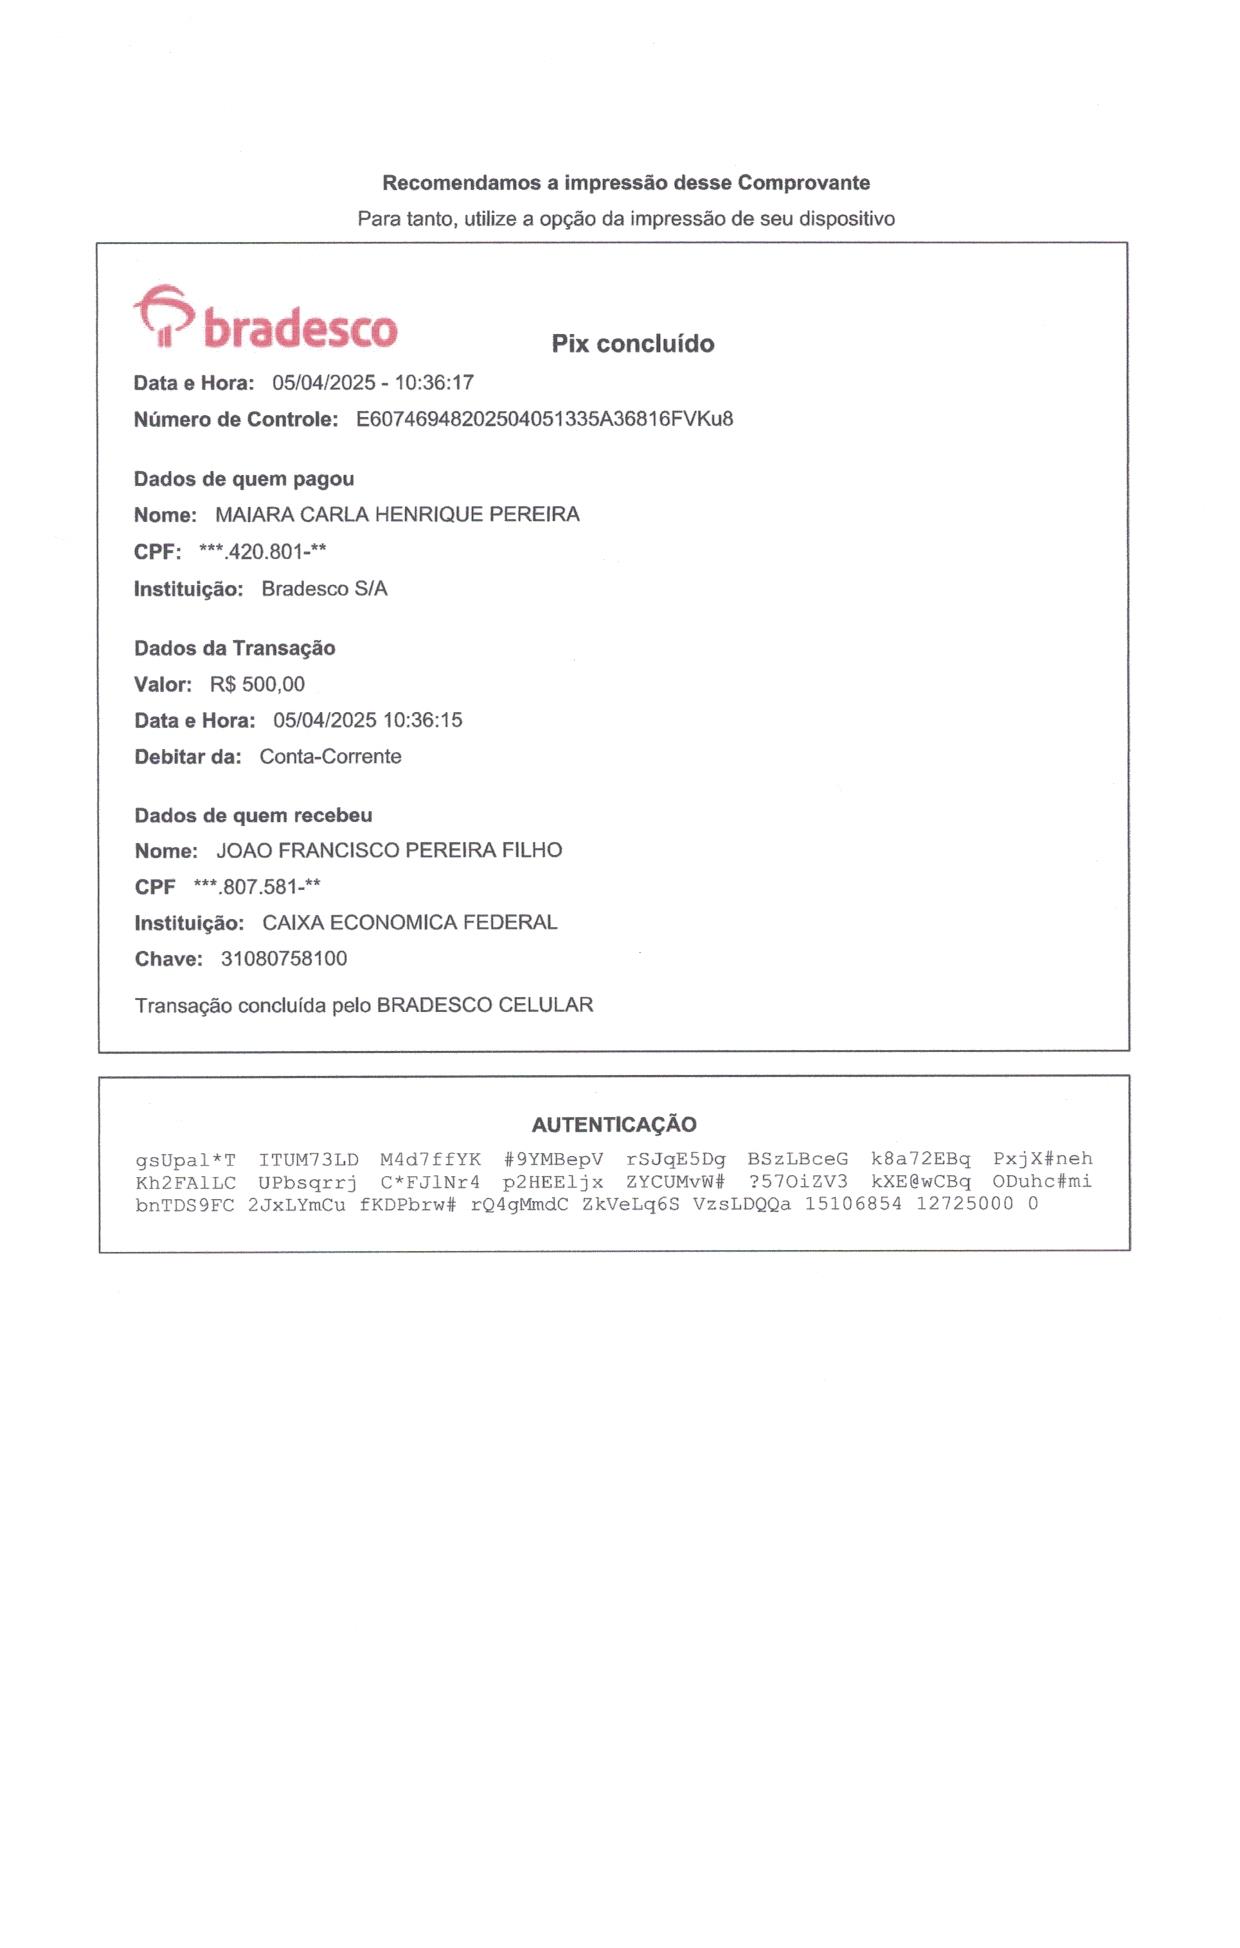 Recomendamos a impressão desse Comprovante
Para tanto, utilize a opção da impressão de seu dispositivo
bradesco
Pix concluído
Data e Hora: 05/04/2025 - 10:36:17
Número de Controle: E60746948202504051335A36816FVKu8
Dados de quem pagou
Nome: MAIARA CARLA HENRIQUE PEREIRA
CPF: ***.420.801-**
Instituição: Bradesco S/A
Dados da Transação
Valor: R$ 500,00
Data e Hora: 05/04/2025 10:36:15
Debitar da: Conta-Corrente
Dados de quem recebeu
Nome: JOAO FRANCISCO PEREIRA FILHO
CPF ***.807.581-**
Instituição: CAIXA ECONOMICA FEDERAL
Chave: 31080758100
Transação concluída pelo BRADESCO CELULAR
AUTENTICAÇÃO
gsUpal*T ITUM73LD M4d7ffYK #9YMBepV rSJqE5Dg BSzLBceG k8a72EBq PxjX#neh
Kh2FAlLC UPbsqrrj C*FJlNr4 p2HEEljx ZYCUMvW# ?57OiZV3 kXE@wCBq ODuhc#mi
bnTDS9FC 2JxLYmCu fKDPbrw# rQ4gMmdC ZkVeLq6S VzsLDQQa 15106854 12725000 0